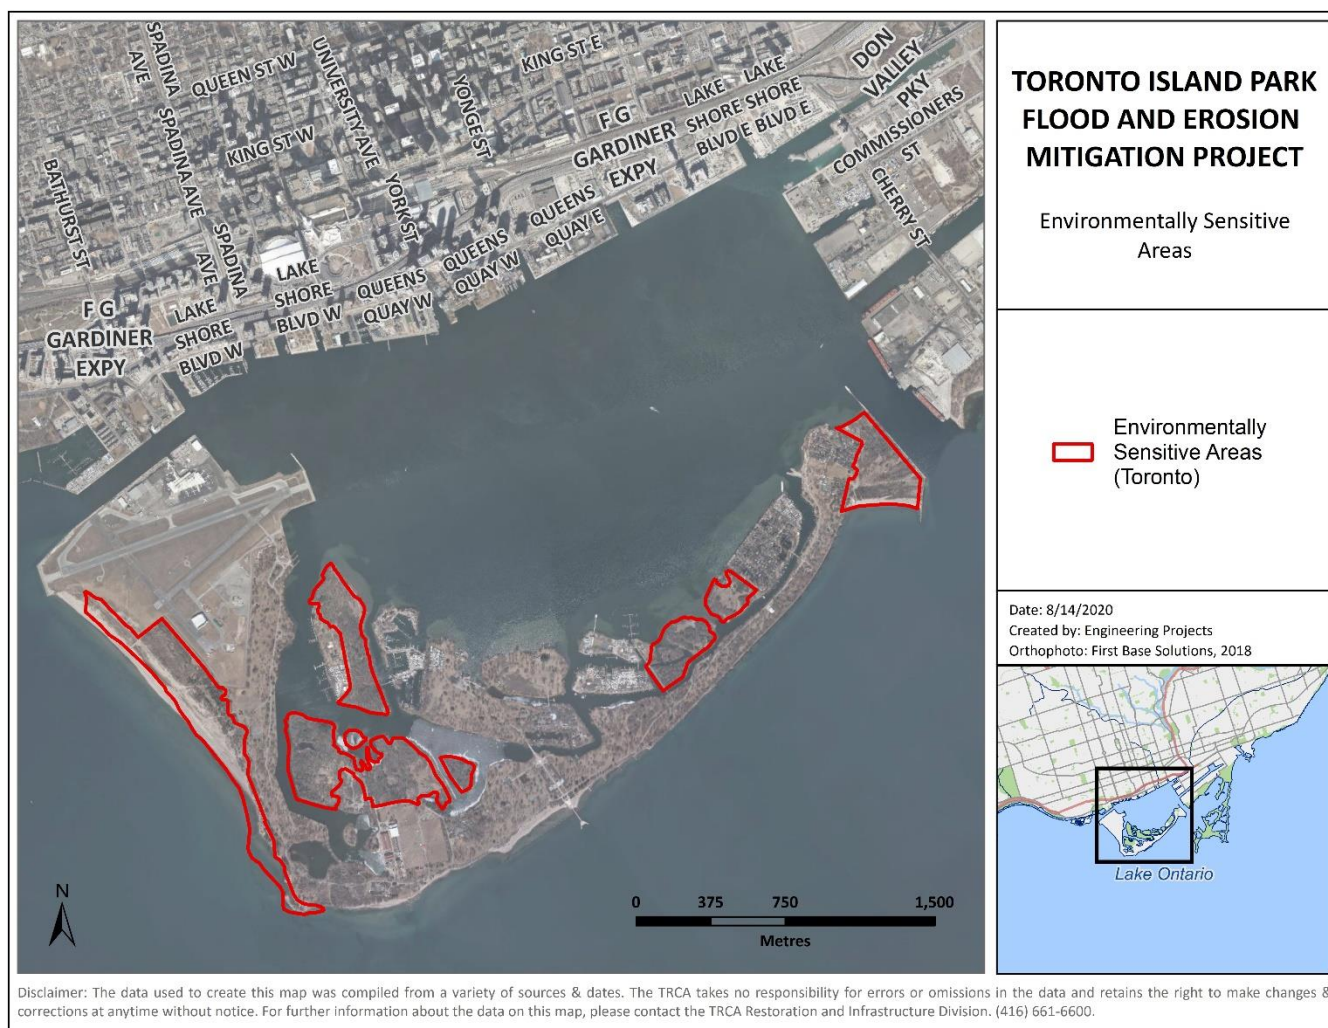 SPADINA
AVE
QUEEN ST W
UNIVERSITY AVE
YONGE ST
KING ST E
LAKE
SHORE
BLVD E
LAKE
SHORE
BLVD E
DON
VALLEY
PKY
F G
GARDINER
EXPY
COMMISSIONERS
ST
CHERRY ST
BATHURST ST
SPADINA AVE
KING ST W
YORK ST
SPADINA
AVE
LAKE
SHORE
BLVD W
QUEENS
QUAY W
QUEENS
QUAY W
QUEENS
QUAY E
F G
GARDINER
EXPY
LAKE
SHORE
BLVD W
N
0 375 750 1,500
Metres
TORONTO ISLAND PARK
FLOOD AND EROSION
MITIGATION PROJECT
Environmentally Sensitive
Areas
Environmentally
Sensitive Areas
(Toronto)
Date: 8/14/2020
Created by: Engineering Projects
Orthophoto: First Base Solutions, 2018
Lake Ontario
Disclaimer: The data used to create this map was compiled from a variety of sources & dates. The TRCA takes no responsibility for errors or omissions in the data and retains the right to make changes &
corrections at anytime without notice. For further information about the data on this map, please contact the TRCA Restoration and Infrastructure Division. (416) 661-6600.